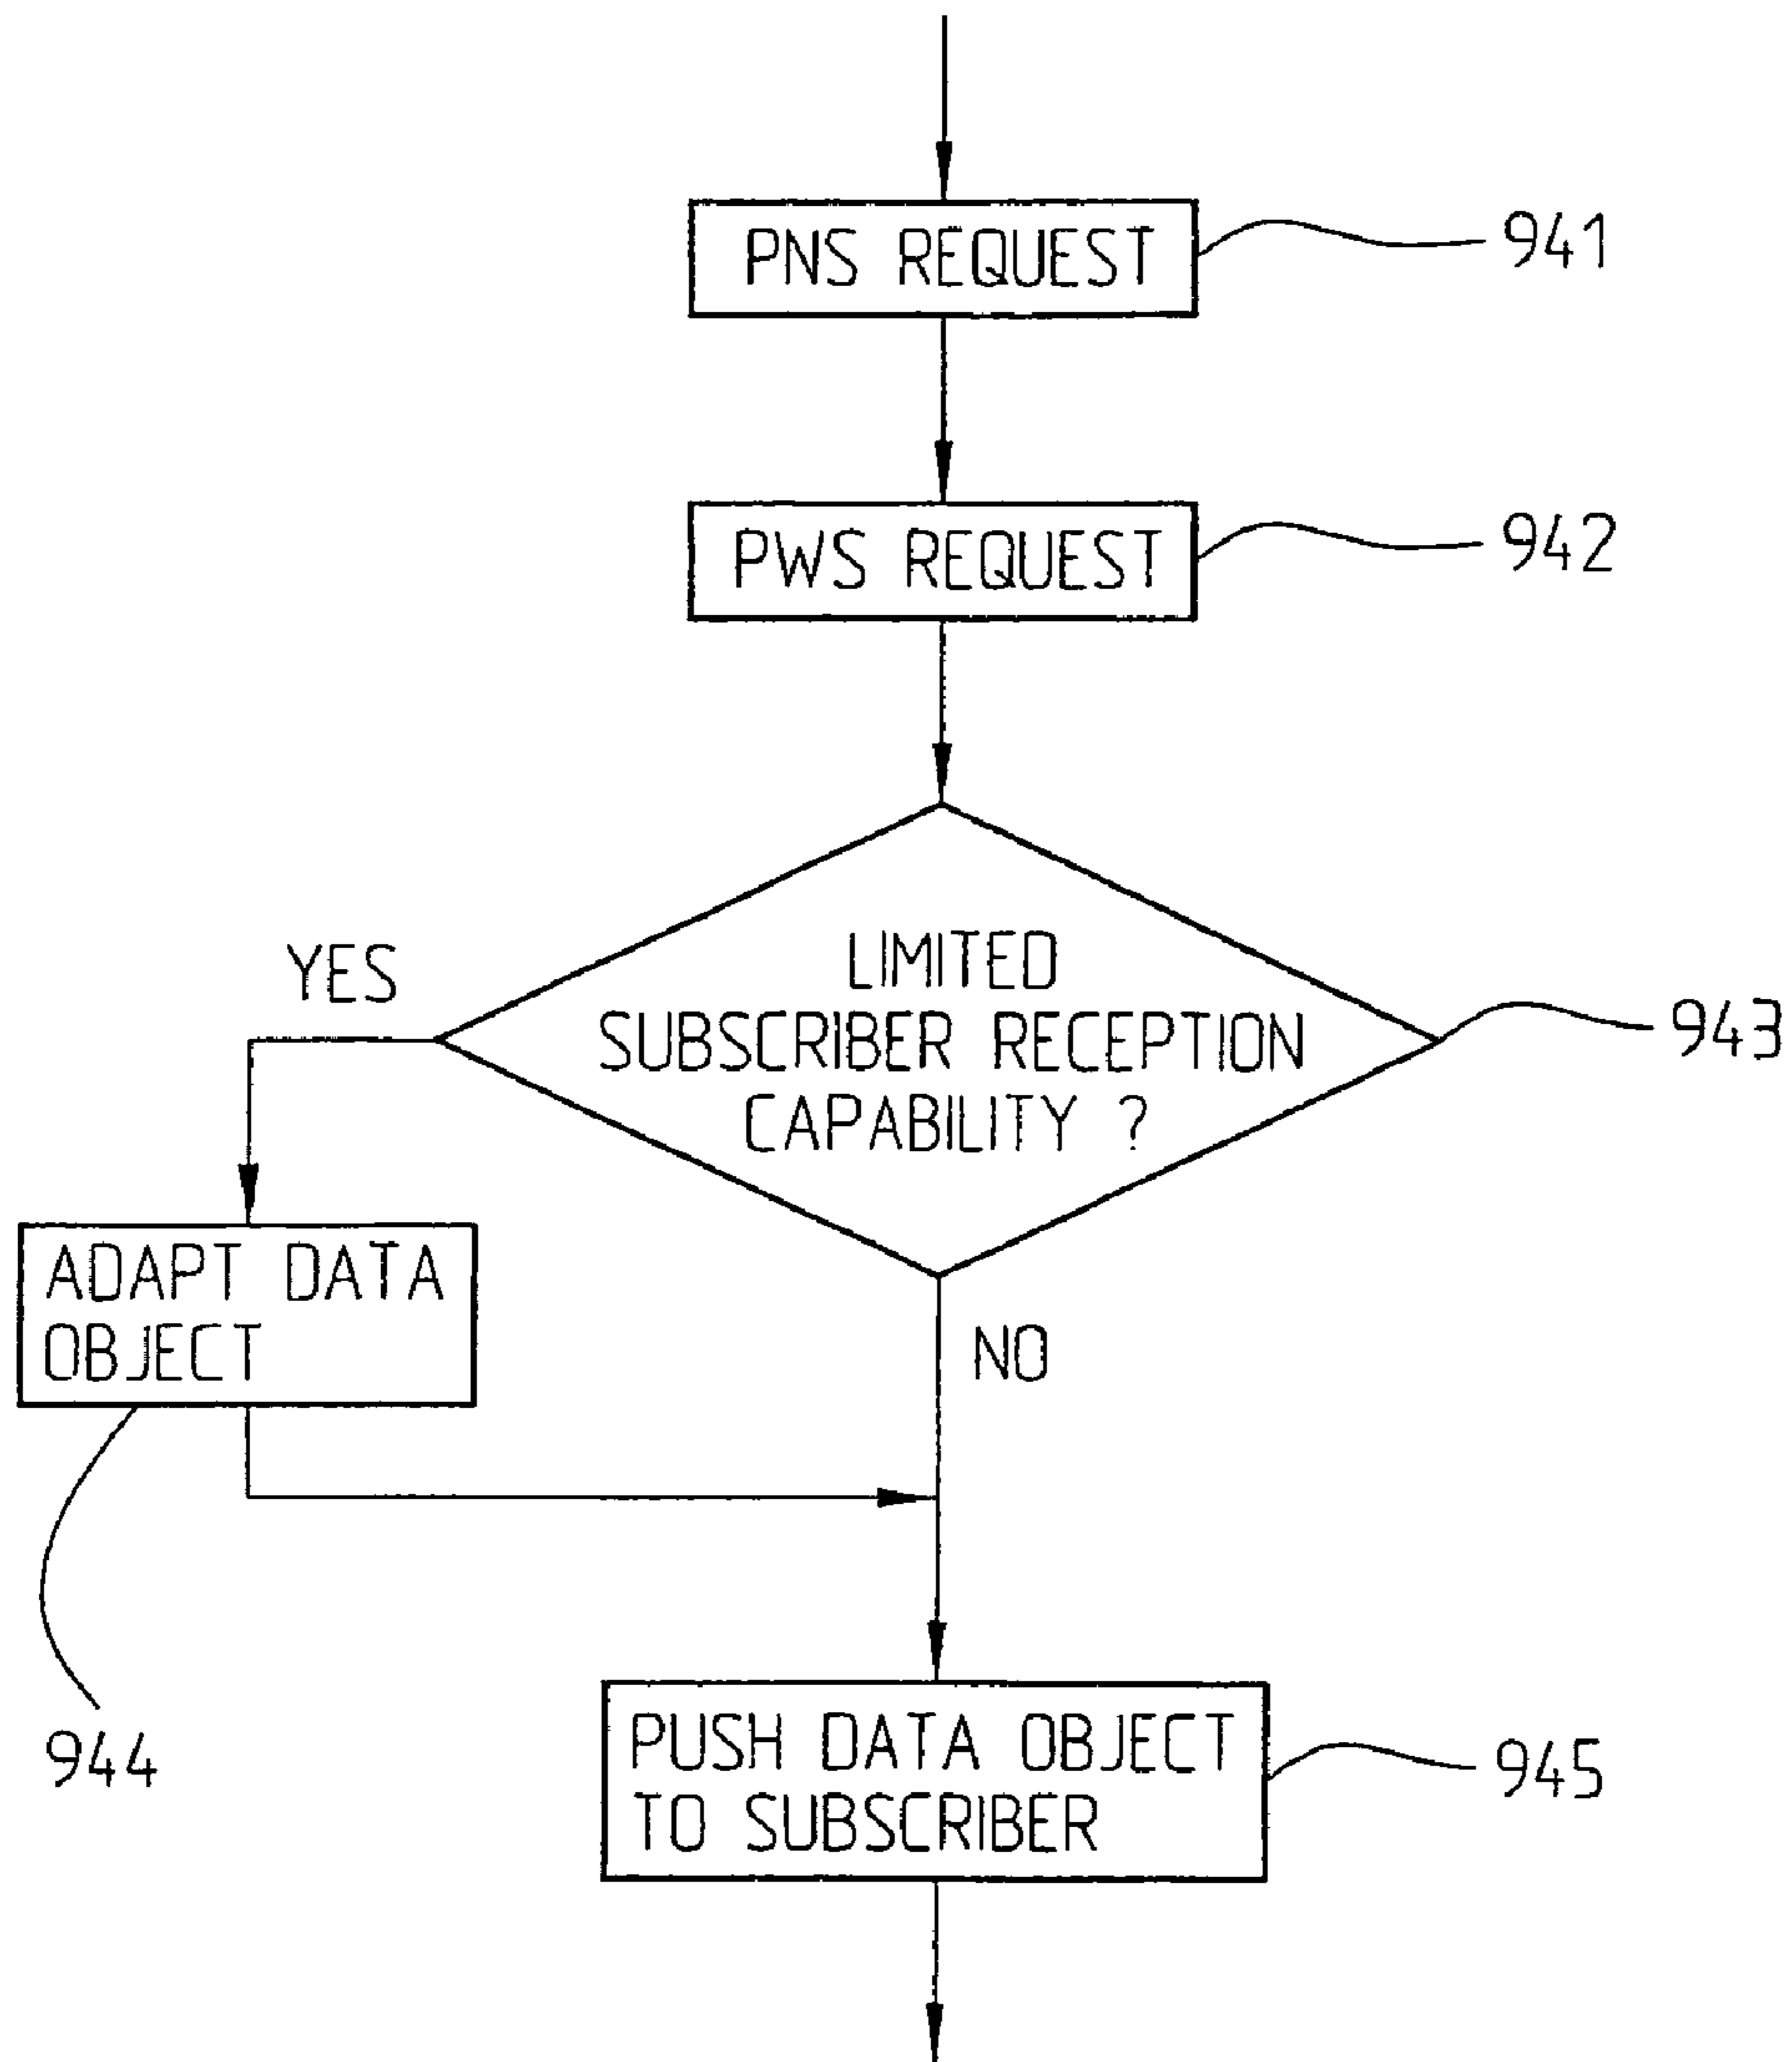 PNS REQUEST
941
PWS REQUEST
942
YES
LIMITED
SUBSCRIBER RECEPTION
CAPABILITY ?
943
ADAPT DATA
OBJECT
NO
944
PUSH DATA OBJECT
TO SUBSCRIBER
945